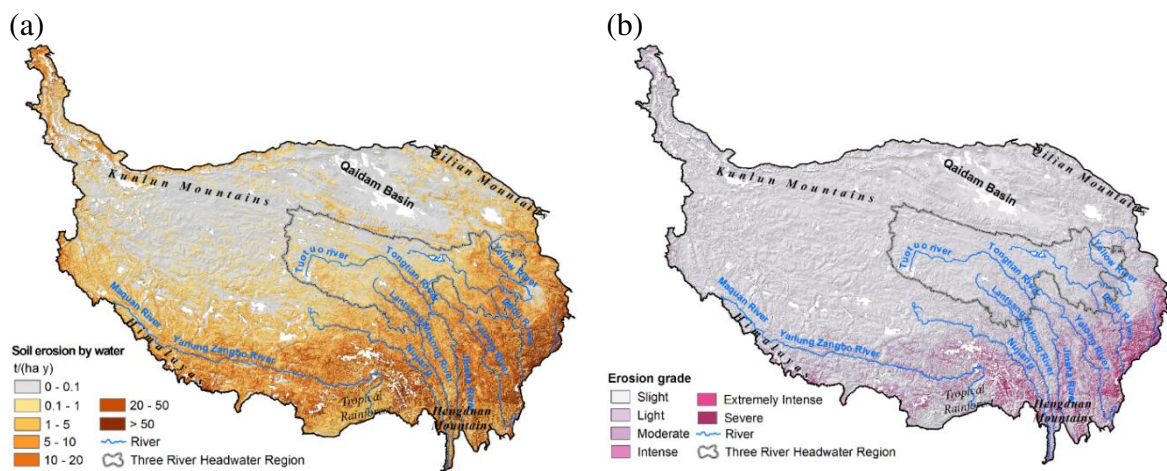 (a)
Kunlun Mountains
Qaidam Basin
Qilian Mountains
Tuotuo river
Tongtian River
Yellow River
Lantsang-Mekong River
Yalong River
Nujiang
Jinsha River
Maquan River
Yarlung Zangbo River
Himalayas
Tropical
Rainforest
Hengduan
Mountains
Soil erosion by water
t/(ha y)
0 - 0.1
0.1 - 1
1 - 5
5 - 10
10 - 20
20 - 50
> 50
River
Three River Headwater Region
(b)
Kunlun Mountains
Qaidam Basin
Qilian Mountains
Tuotuo river
Tongtian River
Yellow River
Lantsang-Mekong River
Yalong River
Nujiang
Jinsha River
Maquan River
Yarlung Zangbo River
Himalayas
Tropical
Rainforest
Hengduan
Mountains
Erosion grade
Slight
Light
Moderate
Intense
Extremely Intense
Severe
River
Three River Headwater Region